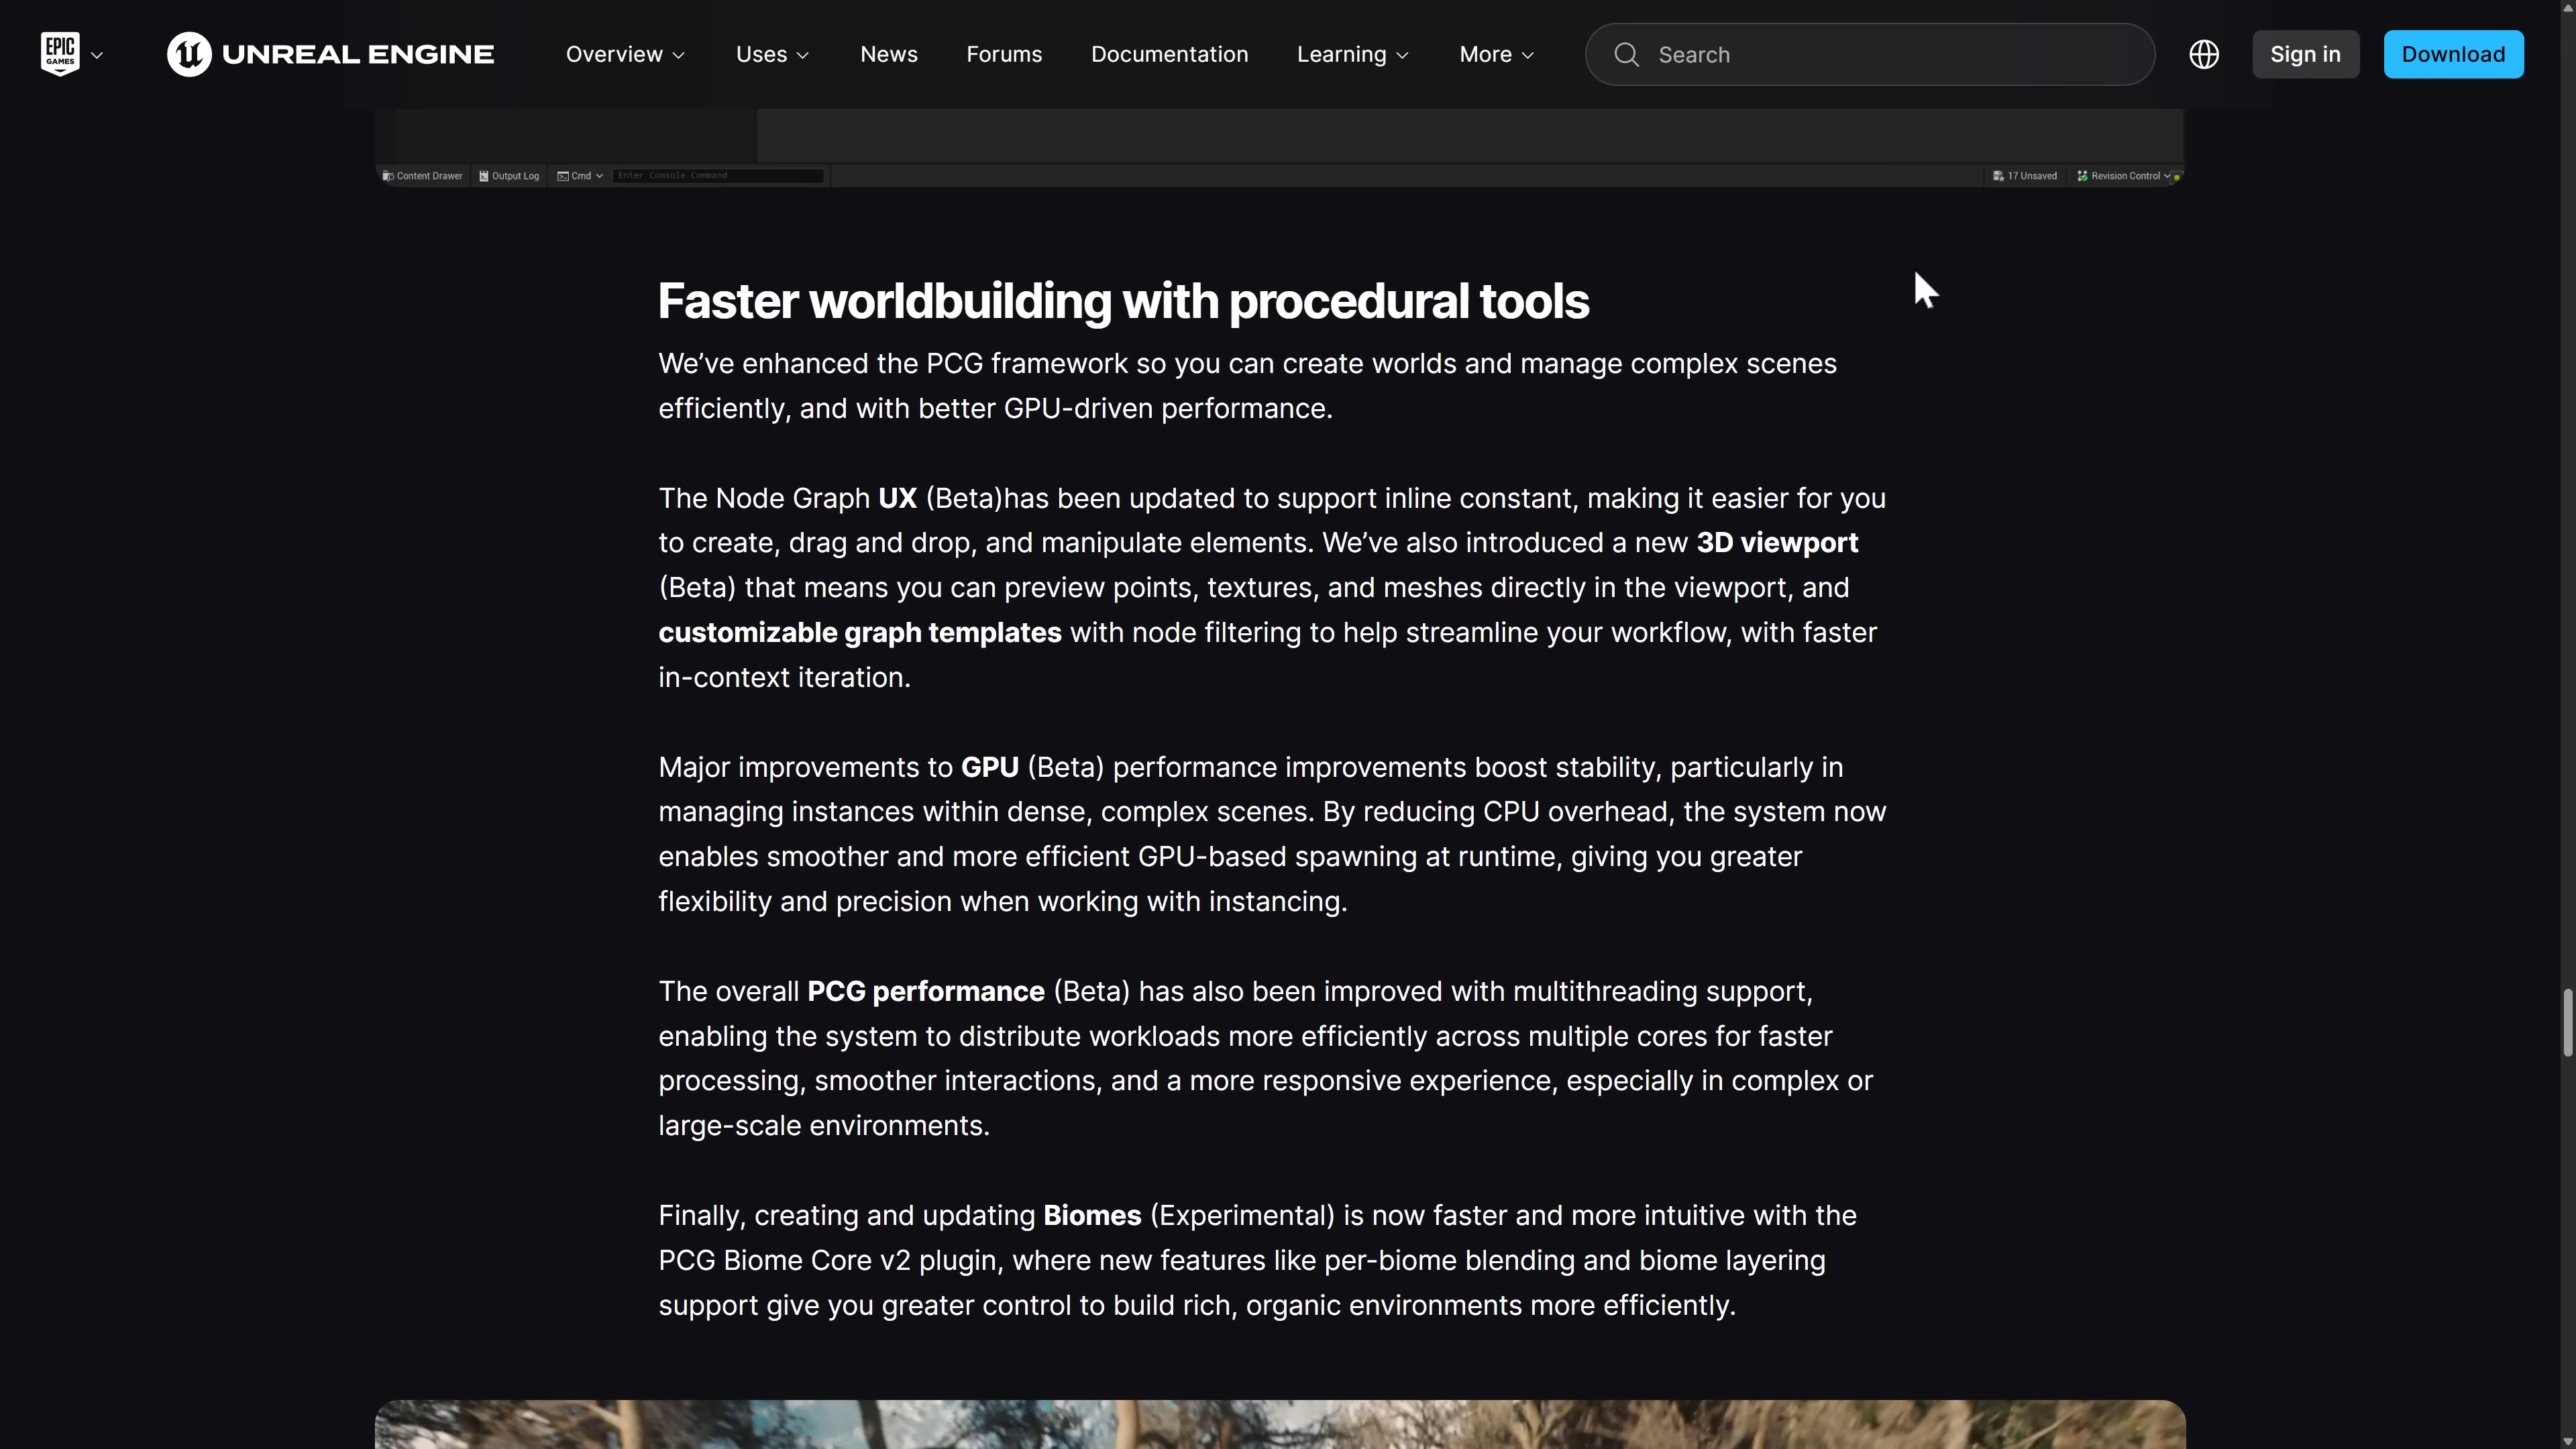 EPIC
GAMES
UNREAL ENGINE
Overview
Uses
News
Forums
Documentation
Learning
More
Search
Sign in
Download
Content Drawer
Output Log
Cmd
Enter Console Command
17 Unsaved
Revision Control
Faster worldbuilding with procedural tools
We’ve enhanced the PCG framework so you can create worlds and manage complex scenes
efficiently, and with better GPU-driven performance.
The Node Graph UX (Beta)has been updated to support inline constant, making it easier for you
to create, drag and drop, and manipulate elements. We’ve also introduced a new 3D viewport
(Beta) that means you can preview points, textures, and meshes directly in the viewport, and
customizable graph templates with node filtering to help streamline your workflow, with faster
in-context iteration.
Major improvements to GPU (Beta) performance improvements boost stability, particularly in
managing instances within dense, complex scenes. By reducing CPU overhead, the system now
enables smoother and more efficient GPU-based spawning at runtime, giving you greater
flexibility and precision when working with instancing.
The overall PCG performance (Beta) has also been improved with multithreading support,
enabling the system to distribute workloads more efficiently across multiple cores for faster
processing, smoother interactions, and a more responsive experience, especially in complex or
large-scale environments.
Finally, creating and updating Biomes (Experimental) is now faster and more intuitive with the
PCG Biome Core v2 plugin, where new features like per-biome blending and biome layering
support give you greater control to build rich, organic environments more efficiently.